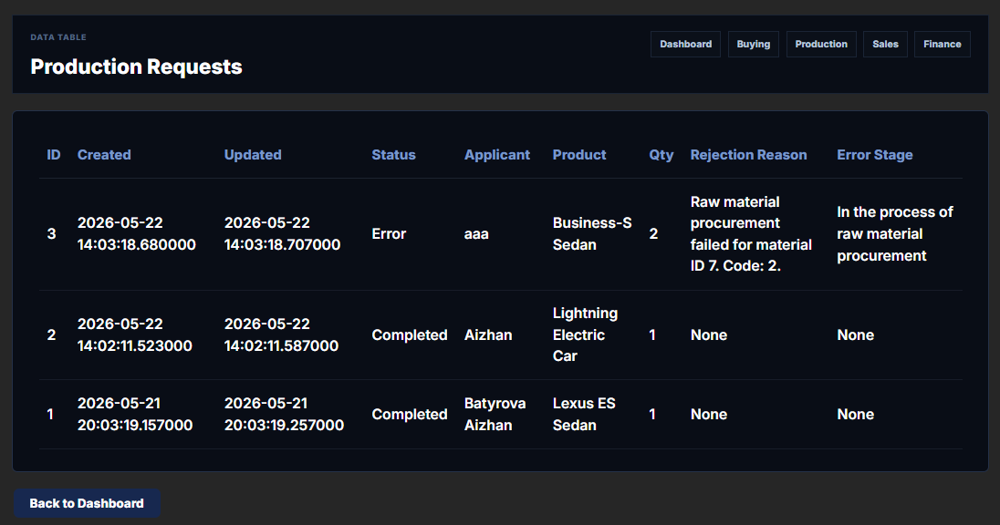 DATA TABLE
Production Requests
Dashboard Buying Production Sales Finance
ID Created Updated Status Applicant Product Qty Rejection Reason Error Stage
3 2026-05-22 14:03:18.680000 2026-05-22 14:03:18.707000 Error aaa Business-S Sedan 2 Raw material procurement failed for material ID 7. Code: 2. In the process of raw material procurement
2 2026-05-22 14:02:11.523000 2026-05-22 14:02:11.587000 Completed Aizhan Lightning Electric Car 1 None None
1 2026-05-21 20:03:19.157000 2026-05-21 20:03:19.257000 Completed Batyrova Aizhan Lexus ES Sedan 1 None None
Back to Dashboard